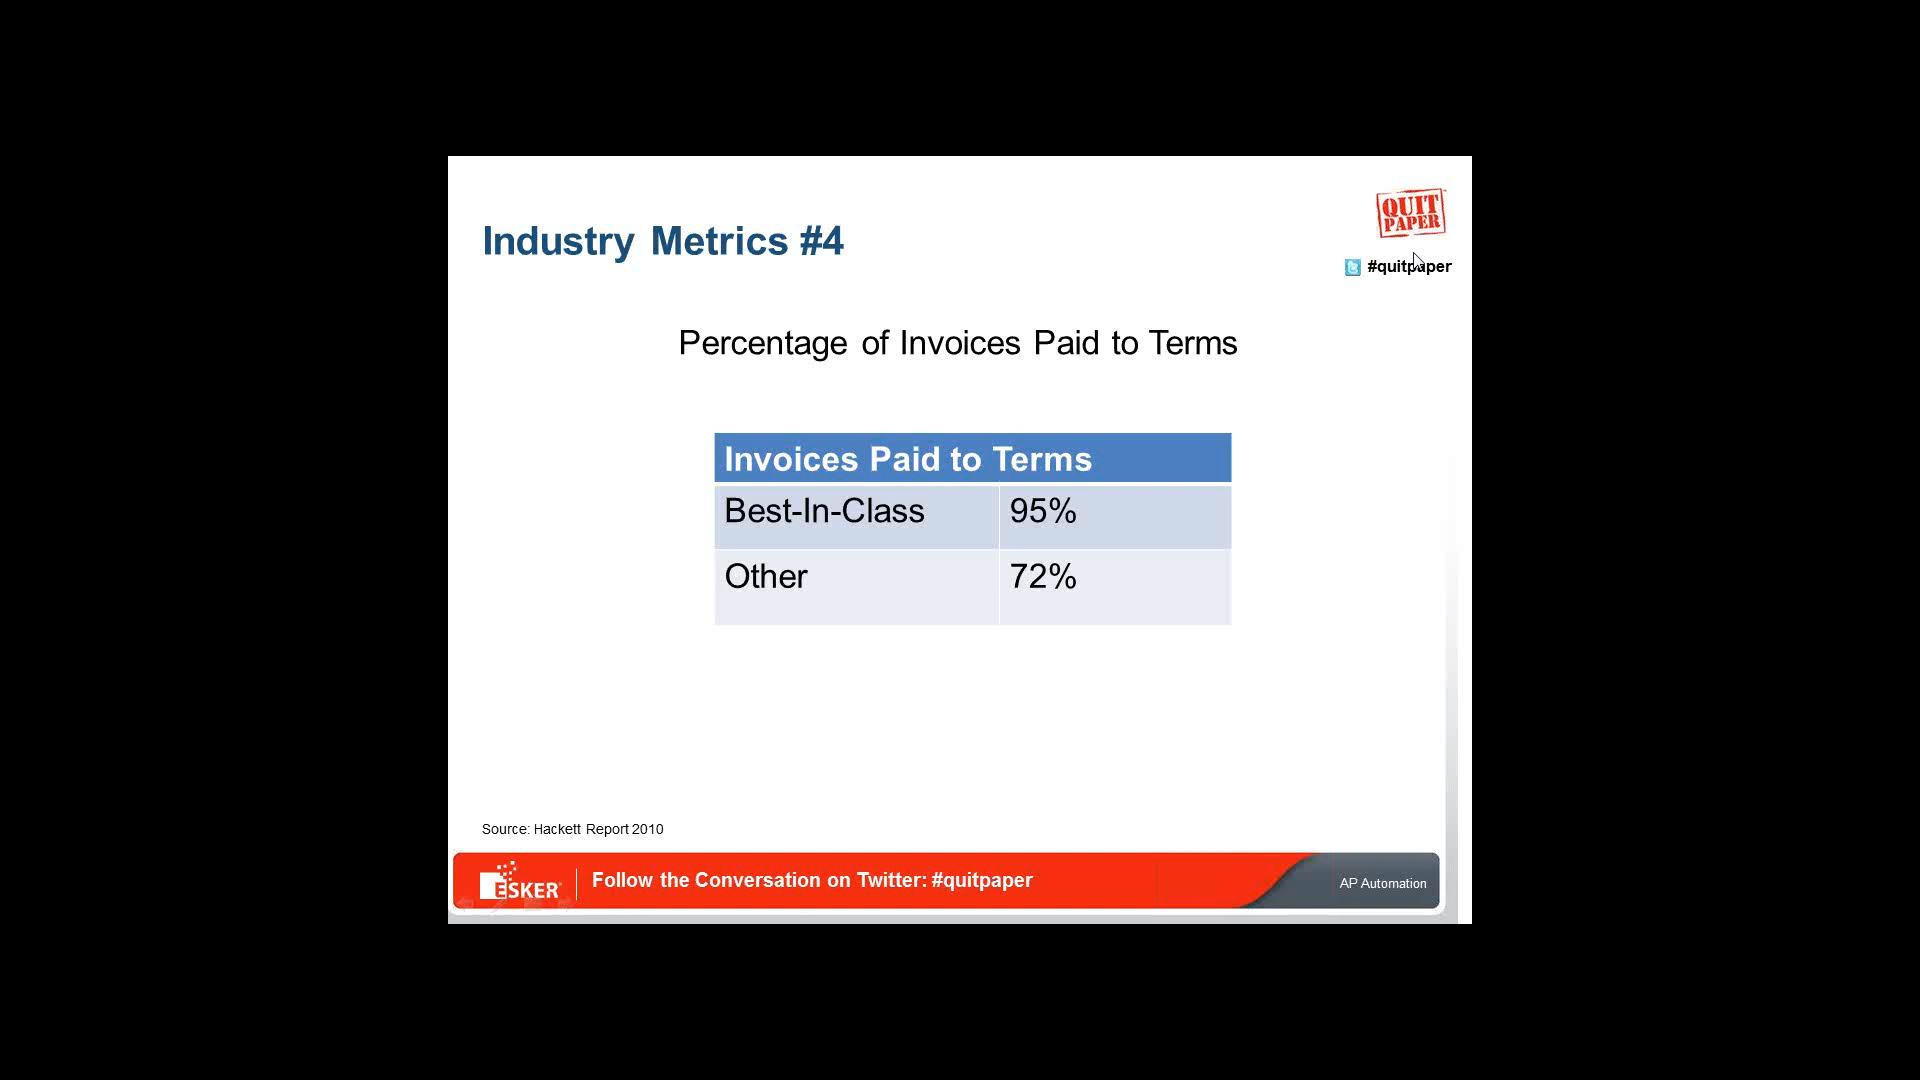 QUIT
PAPER
Industry Metrics #4
#quitpaper
Percentage of Invoices Paid to Terms
Invoices Paid to Terms
Best-In-Class 95%
Other 72%
Source: Hackett Report 2010
ESKER Follow the Conversation on Twitter: #quitpaper AP Automation